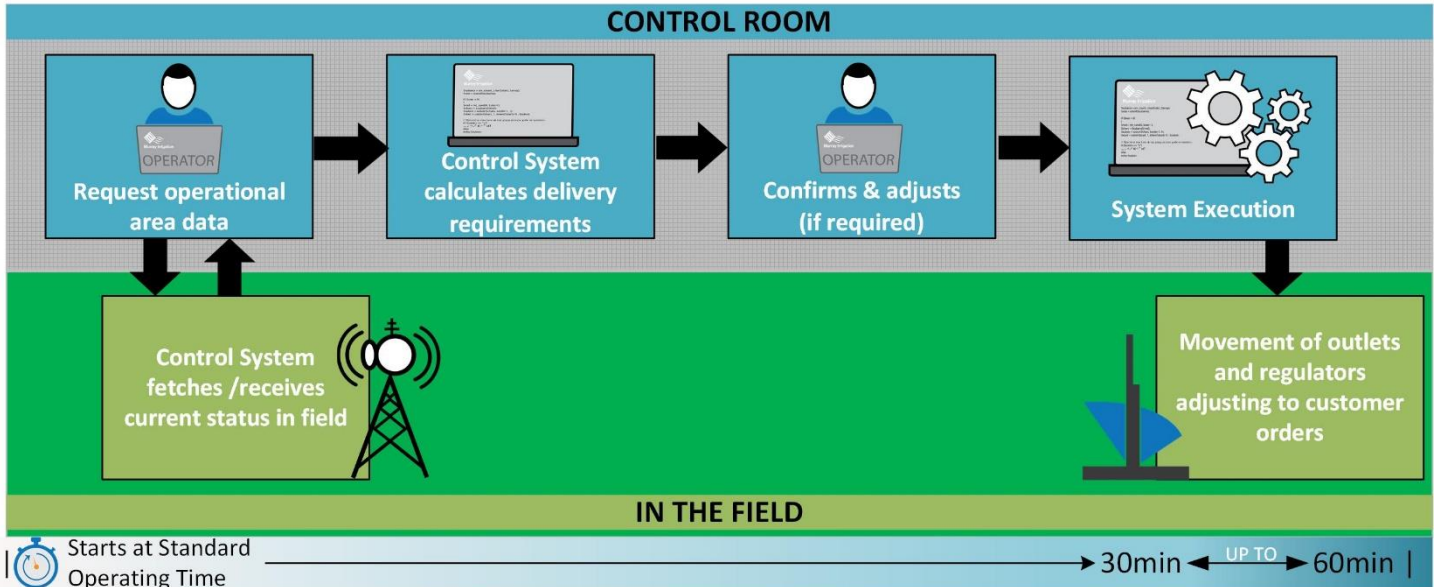 CONTROL ROOM
OPERATOR
Request operational
area data
Murray Irrigation
Control System
calculates delivery
requirements
OPERATOR
Confirms & adjusts
(if required)
System Execution
Control System
fetches /receives
current status in field
Movement of outlets
and regulators
adjusting to customer
orders
IN THE FIELD
Starts at Standard
Operating Time
30min
UP TO
60min